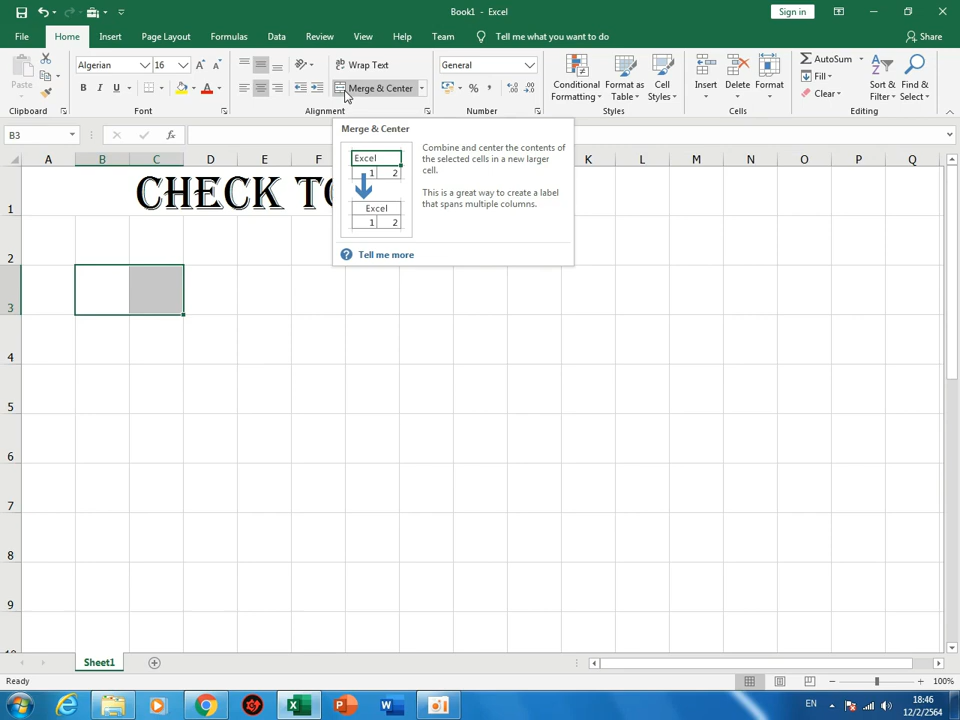 Book1 - Excel
Sign in
File Home Insert Page Layout Formulas Data Review View Help Team Tell me what you want to do Share
Paste
Algerian 16
B I U
Wrap Text
Merge & Center
General
%
Conditional Formatting
Format as Table
Cell Styles
Insert Delete Format
AutoSum
Fill
Clear
Sort & Filter
Find & Select
Clipboard Font Alignment Number Styles Cells Editing
B3
fx
Merge & Center
Excel
1 2
Excel
1 2
Combine and center the contents of
the selected cells in a new larger
cell.
This is a great way to create a label
that spans multiple columns.
Tell me more
A B C D E F K L M N O P Q
1
CHECK
2
3
4
5
6
7
8
9
Sheet1
Ready
100%
EN
18:46
12/2/2564